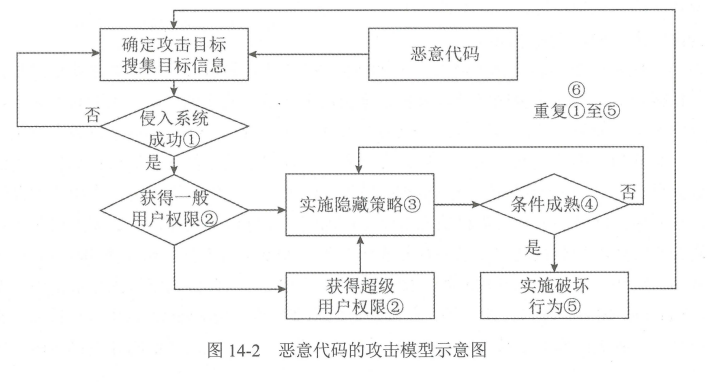 确定攻击目标
搜集目标信息
恶意代码
⑥
重复①至⑤
否
侵入系统
成功①
是
获得一般
用户权限②
实施隐藏策略③
条件成熟④
否
是
获得超级
用户权限②
实施破坏
行为⑤
图 14-2 恶意代码的攻击模型示意图